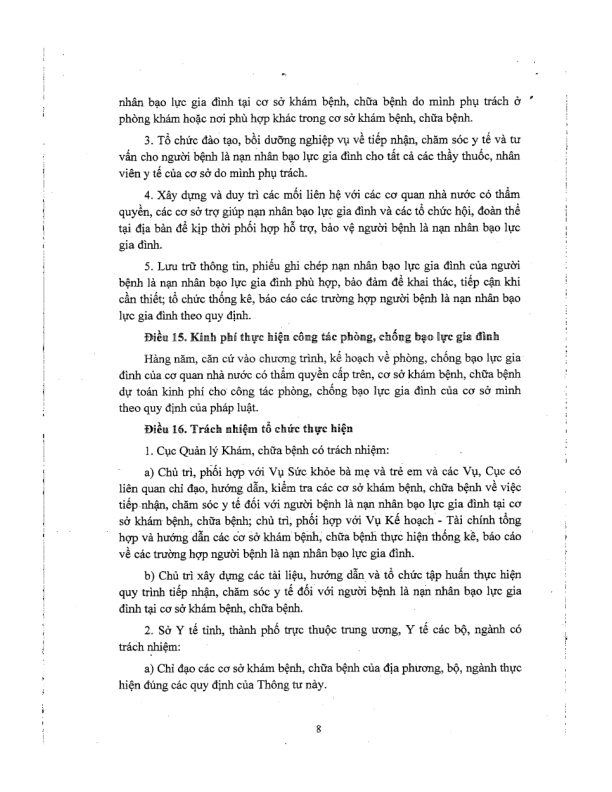 nhân bạo lực gia đình tại cơ sở khám bệnh, chữa bệnh do mình phụ trách ở
phòng khám hoặc nơi phù hợp khác trong cơ sở khám bệnh, chữa bệnh.
3. Tổ chức đào tạo, bồi dưỡng nghiệp vụ về tiếp nhận, chăm sóc y tế và tư
vấn cho người bệnh là nạn nhân bạo lực gia đình cho tất cả các thầy thuốc, nhân
viên y tế của cơ sở do mình phụ trách.
4. Xây dựng và duy trì các mối liên hệ với các cơ quan nhà nước có thẩm
quyền, các cơ sở trợ giúp nạn nhân bạo lực gia đình và các tổ chức hội, đoàn thể
tại địa bàn để kịp thời phối hợp hỗ trợ, bảo vệ người bệnh là nạn nhân bạo lực
gia đình.
5. Lưu trữ thông tin, phiếu ghi chép nạn nhân bạo lực gia đình của người
bệnh là nạn nhân bạo lực gia đình phù hợp, bảo đảm để khai thác, tiếp cận khi
cần thiết; tổ chức thống kê, báo cáo các trường hợp người bệnh là nạn nhân bạo
lực gia đình theo quy định.
Điều 15. Kinh phí thực hiện công tác phòng, chống bạo lực gia đình
Hàng năm, căn cứ vào chương trình, kế hoạch về phòng, chống bạo lực gia
đình của cơ quan nhà nước có thẩm quyền cấp trên, cơ sở khám bệnh, chữa bệnh
dự toán kinh phí cho công tác phòng, chống bạo lực gia đình của cơ sở mình
theo quy định của pháp luật.
Điều 16. Trách nhiệm tổ chức thực hiện
1. Cục Quản lý Khám, chữa bệnh có trách nhiệm:
a) Chủ trì, phối hợp với Vụ Sức khỏe bà mẹ và trẻ em và các Vụ, Cục có
liên quan chỉ đạo, hướng dẫn, kiểm tra các cơ sở khám bệnh, chữa bệnh về việc
tiếp nhận, chăm sóc y tế đối với người bệnh là nạn nhân bạo lực gia đình tại cơ
sở khám bệnh, chữa bệnh; chủ trì, phối hợp với Vụ Kế hoạch - Tài chính tổng
hợp và hướng dẫn các cơ sở khám bệnh, chữa bệnh thực hiện thống kê, báo cáo
về các trường hợp người bệnh là nạn nhân bạo lực gia đình.
b) Chủ trì xây dựng các tài liệu, hướng dẫn và tổ chức tập huấn thực hiện
quy trình tiếp nhận, chăm sóc y tế đối với người bệnh là nạn nhân bạo lực gia
đình tại cơ sở khám bệnh, chữa bệnh.
2. Sở Y tế tỉnh, thành phố trực thuộc trung ương, Y tế các bộ, ngành có
trách nhiệm:
a) Chỉ đạo các cơ sở khám bệnh, chữa bệnh của địa phương, bộ, ngành thực
hiện đúng các quy định của Thông tư này.
8